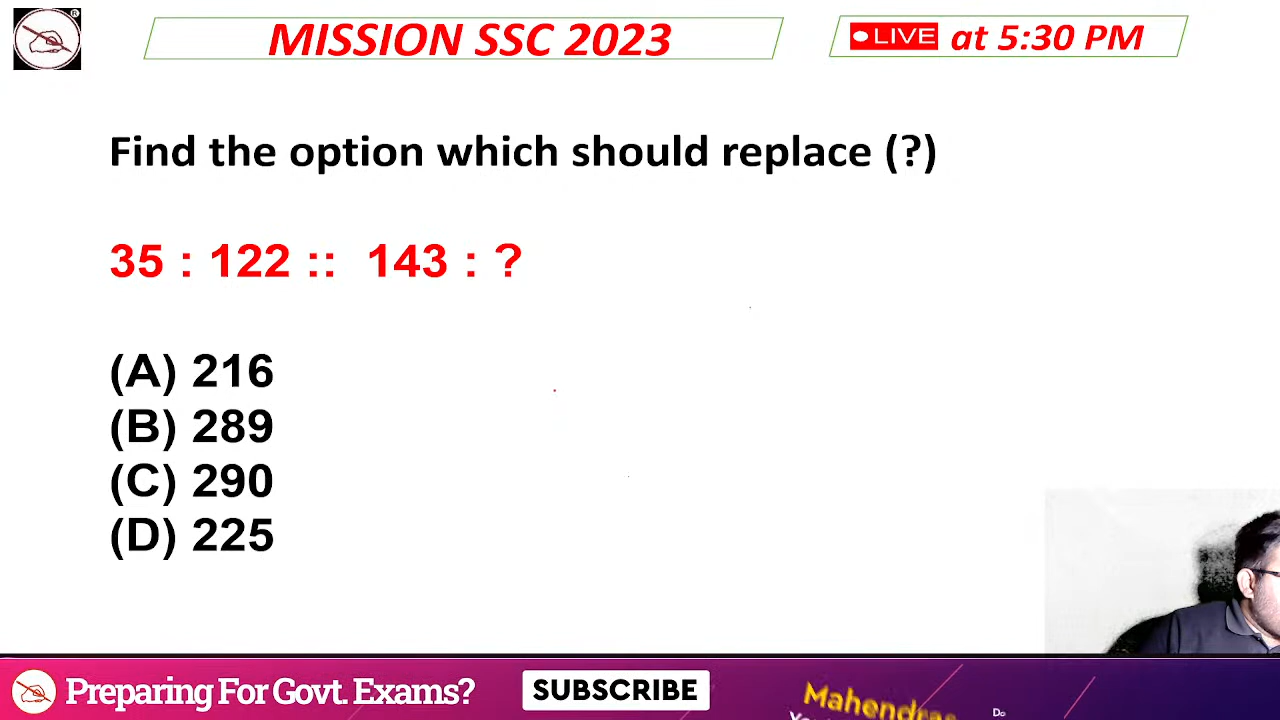 MISSION SSC 2023
LIVE at 5:30 PM
Find the option which should replace (?)
35 : 122 :: 143 : ?
(A) 216
(B) 289
(C) 290
(D) 225
Preparing For Govt. Exams?
SUBSCRIBE
Mahendras
Do